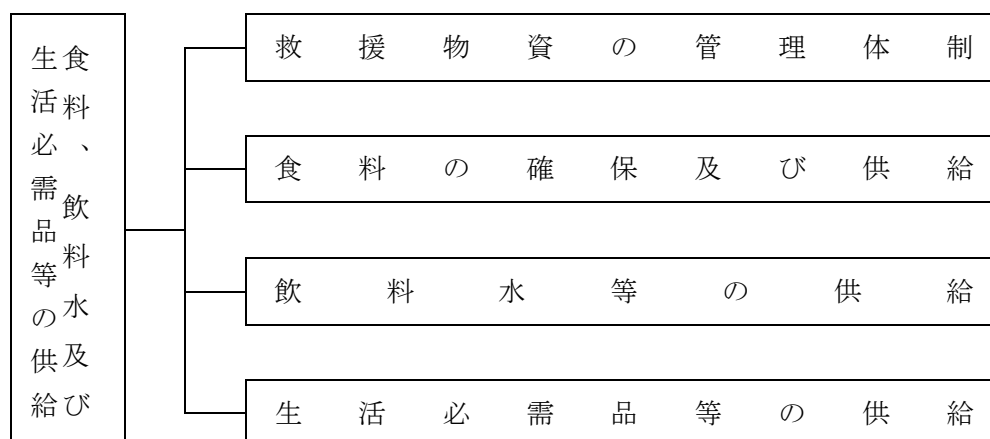 食料、飲料水及び
生活必需品等の供給
救援物資の管理体制
食料の確保及び供給
飲料水等の供給
生活必需品等の供給